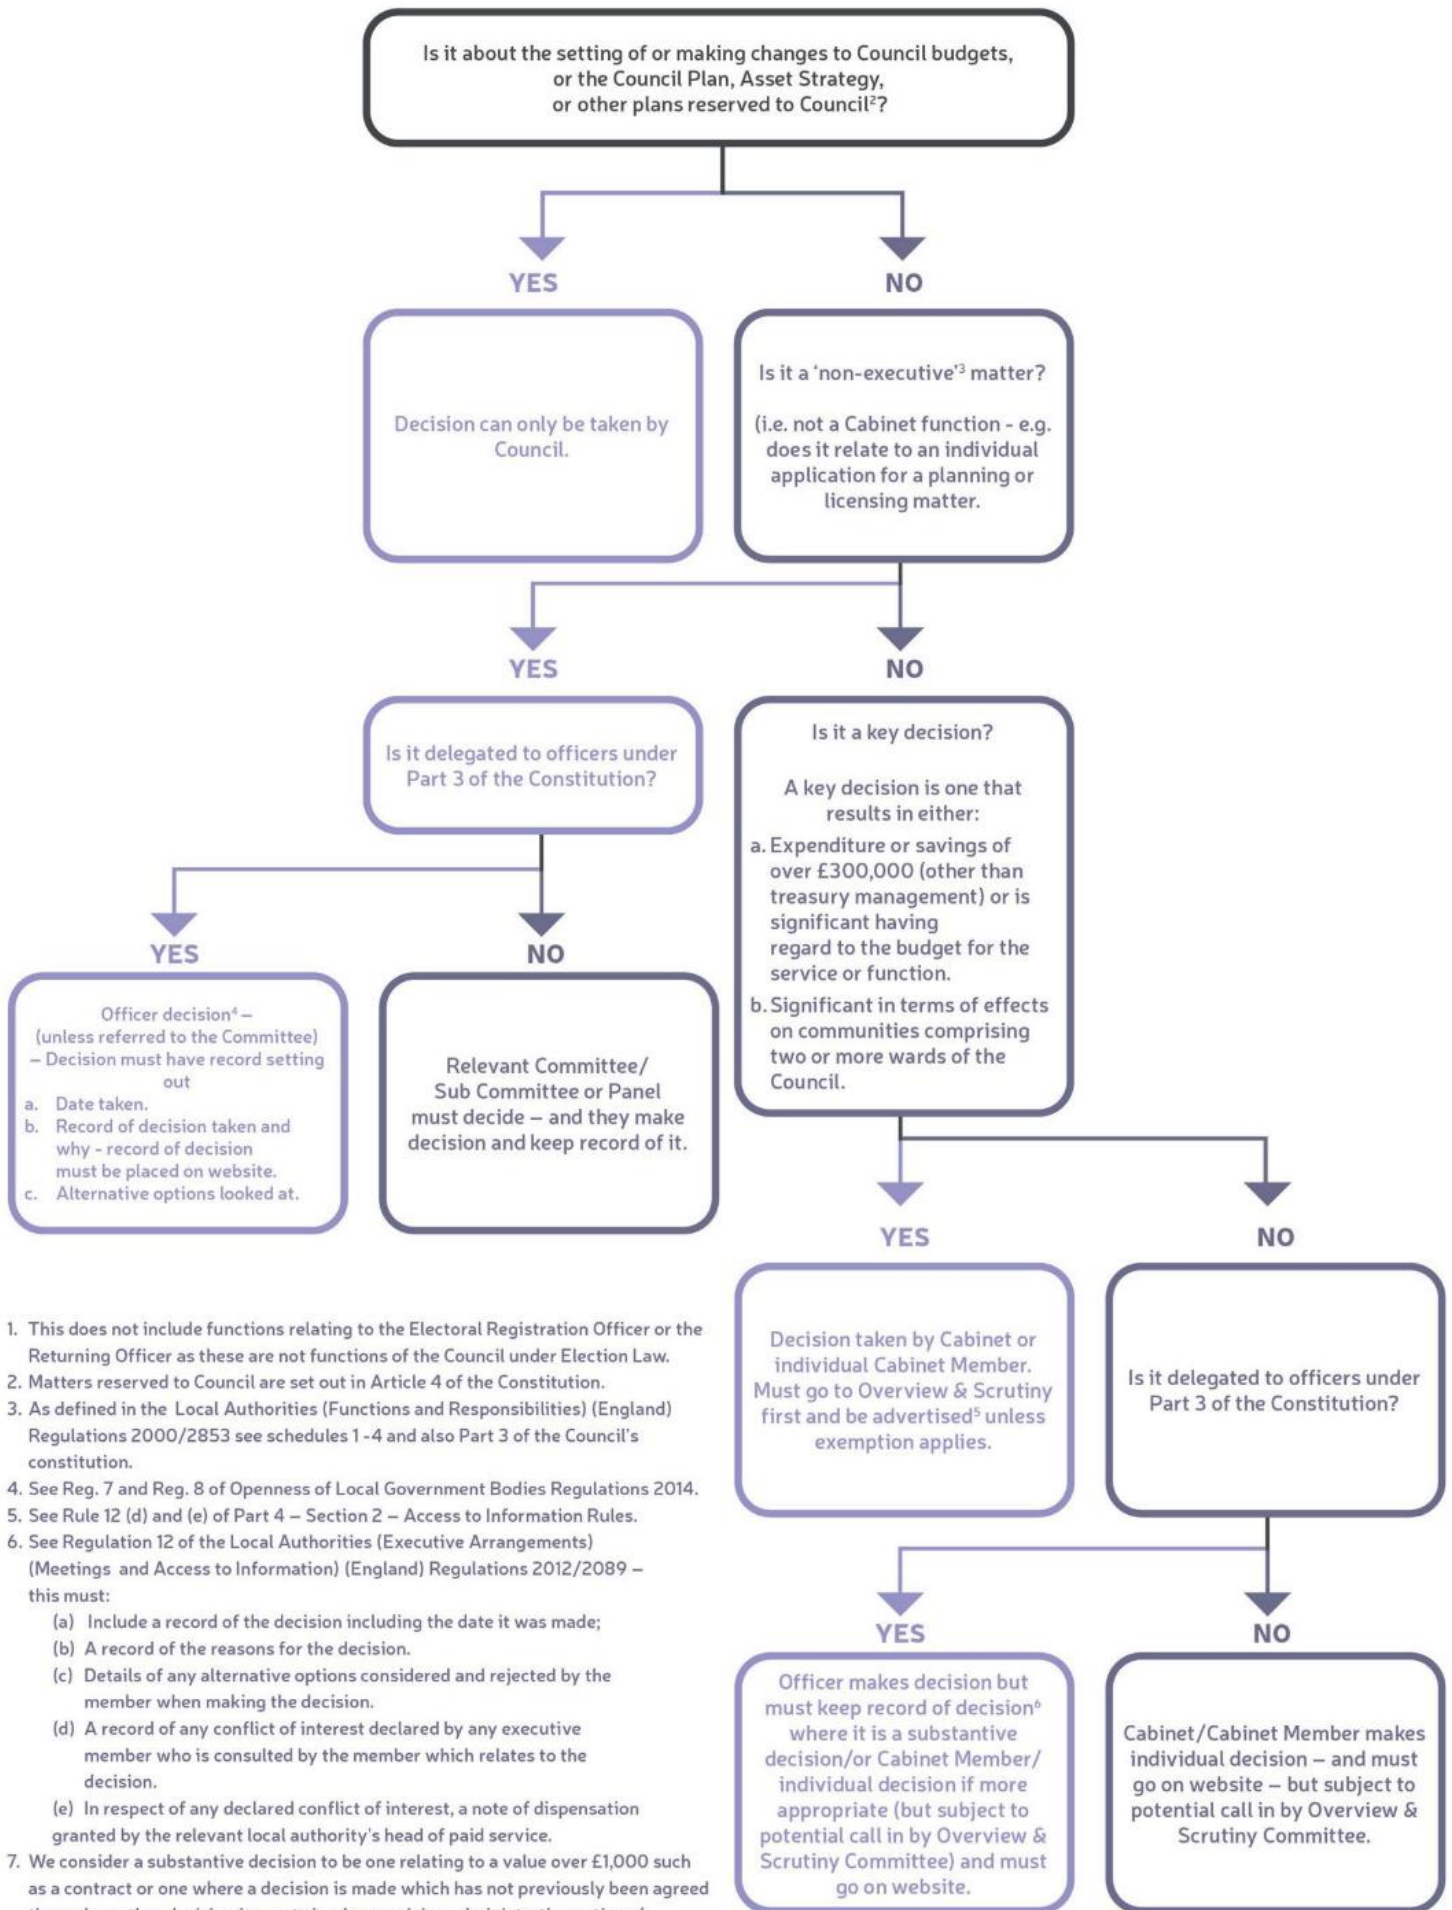 Is it about the setting of or making changes to Council budgets,
or the Council Plan, Asset Strategy,
or other plans reserved to Council²?
YES
NO
Decision can only be taken by
Council.
Is it a ‘non-executive’³ matter?
(i.e. not a Cabinet function - e.g.
does it relate to an individual
application for a planning or
licensing matter.
YES
NO
Is it delegated to officers under
Part 3 of the Constitution?
Is it a key decision?
A key decision is one that
results in either:
a. Expenditure or savings of
over £300,000 (other than
treasury management) or is
significant having
regard to the budget for the
service or function.
b. Significant in terms of effects
on communities comprising
two or more wards of the
Council.
YES
NO
Officer decision⁴ –
(unless referred to the Committee)
– Decision must have record setting
out
a. Date taken.
b. Record of decision taken and
why - record of decision
must be placed on website.
c. Alternative options looked at.
Relevant Committee/
Sub Committee or Panel
must decide – and they make
decision and keep record of it.
YES
NO
Decision taken by Cabinet or
individual Cabinet Member.
Must go to Overview & Scrutiny
first and be advertised⁵ unless
exemption applies.
Is it delegated to officers under
Part 3 of the Constitution?
YES
NO
Officer makes decision but
must keep record of decision⁶
where it is a substantive
decision/or Cabinet Member/
individual decision if more
appropriate (but subject to
potential call in by Overview &
Scrutiny Committee) and must
go on website.
Cabinet/Cabinet Member makes
individual decision – and must
go on website – but subject to
potential call in by Overview &
Scrutiny Committee.
1. This does not include functions relating to the Electoral Registration Officer or the
Returning Officer as these are not functions of the Council under Election Law.
2. Matters reserved to Council are set out in Article 4 of the Constitution.
3. As defined in the Local Authorities (Functions and Responsibilities) (England)
Regulations 2000/2853 see schedules 1 -4 and also Part 3 of the Council's
constitution.
4. See Reg. 7 and Reg. 8 of Openness of Local Government Bodies Regulations 2014.
5. See Rule 12 (d) and (e) of Part 4 – Section 2 – Access to Information Rules.
6. See Regulation 12 of the Local Authorities (Executive Arrangements)
(Meetings and Access to Information) (England) Regulations 2012/2089 –
this must:
(a) Include a record of the decision including the date it was made;
(b) A record of the reasons for the decision.
(c) Details of any alternative options considered and rejected by the
member when making the decision.
(d) A record of any conflict of interest declared by any executive
member who is consulted by the member which relates to the
decision.
(e) In respect of any declared conflict of interest, a note of dispensation
granted by the relevant local authority's head of paid service.
7. We consider a substantive decision to be one relating to a value over £1,000 such
as a contract or one where a decision is made which has not previously been agreed